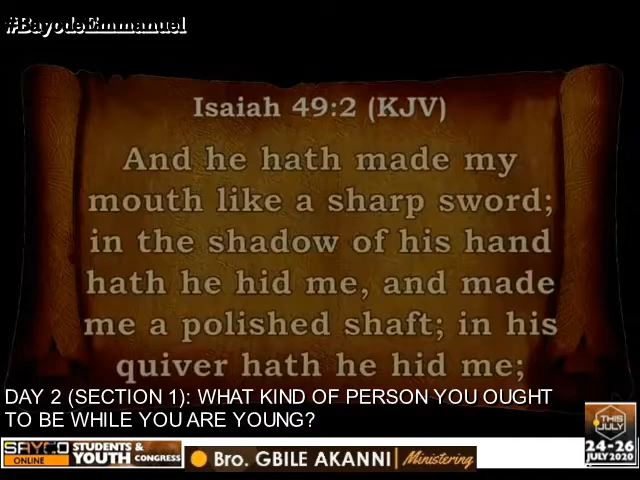 #BayodeEmmanuel
Isaiah 49:2 (KJV)
And he hath made my
mouth like a sharp sword;
in the shadow of his hand
hath he hid me, and made
me a polished shaft; in his
quiver hath he hid me;
DAY 2 (SECTION 1): WHAT KIND OF PERSON YOU OUGHT
TO BE WHILE YOU ARE YOUNG?
THIS
JULY
24-26
JULY 2020
SAYCO
ONLINE
STUDENTS &
YOUTH CONGRESS
Bro. GBILE AKANNI | Ministering